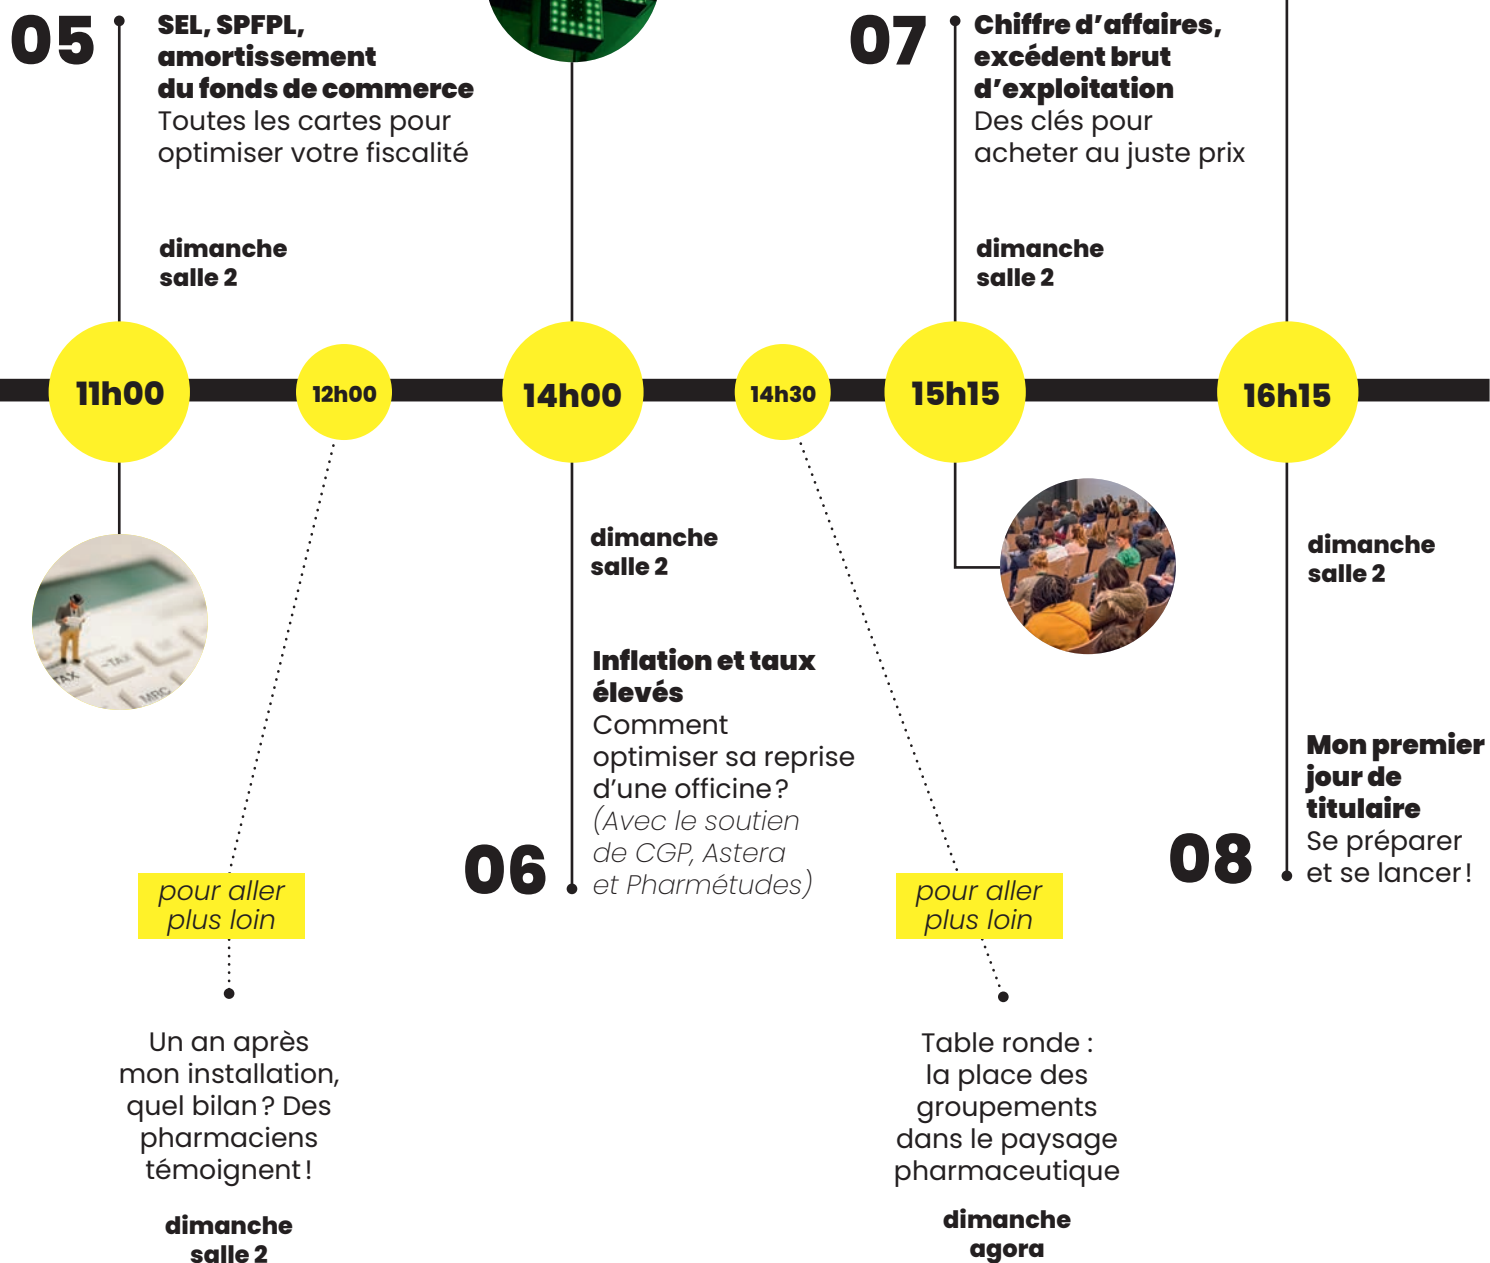 05
SEL, SPFPL,
amortissement
du fonds de commerce
Toutes les cartes pour
optimiser votre fiscalité
dimanche
salle 2
07
Chiffre d’affaires,
excédent brut
d’exploitation
Des clés pour
acheter au juste prix
dimanche
salle 2
11h00
12h00
14h00
14h30
15h15
16h15
TAX
-TAX
MRC
dimanche
salle 2
Inflation et taux
élevés
Comment
optimiser sa reprise
d’une officine ?
(Avec le soutien
de CGP, Astera
et Pharmétudes)
06
dimanche
salle 2
Mon premier
jour de
titulaire
Se préparer
et se lancer !
08
pour aller
plus loin
Un an après
mon installation,
quel bilan ? Des
pharmaciens
témoignent !
dimanche
salle 2
pour aller
plus loin
Table ronde :
la place des
groupements
dans le paysage
pharmaceutique
dimanche
agora